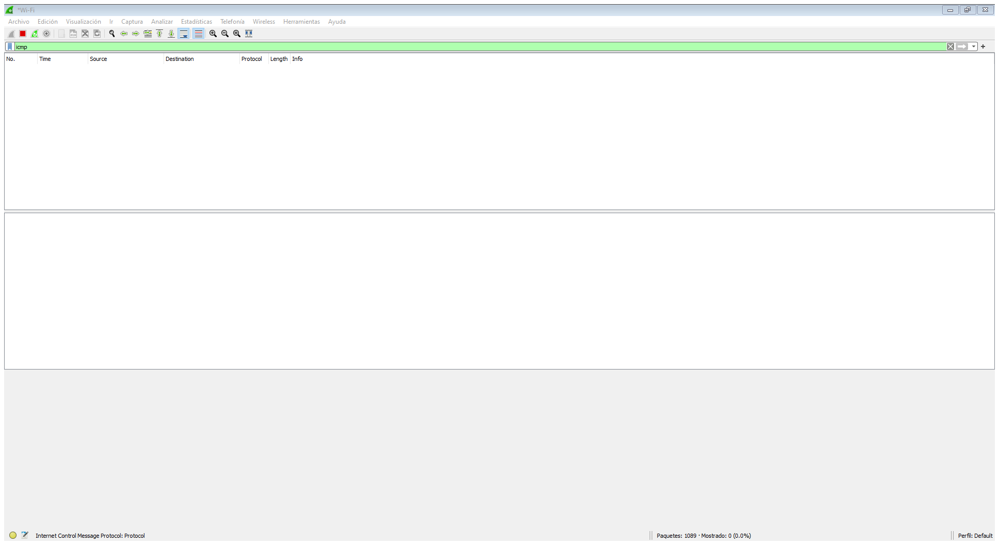 *Wi-Fi
Archivo Edición Visualización Ir Captura Analizar Estadísticas Telefonía Wireless Herramientas Ayuda
icmp
No. Time Source Destination Protocol Length Info
Internet Control Message Protocol: Protocol Paquetes: 1089 · Mostrado: 0 (0.0%) Perfil: Default